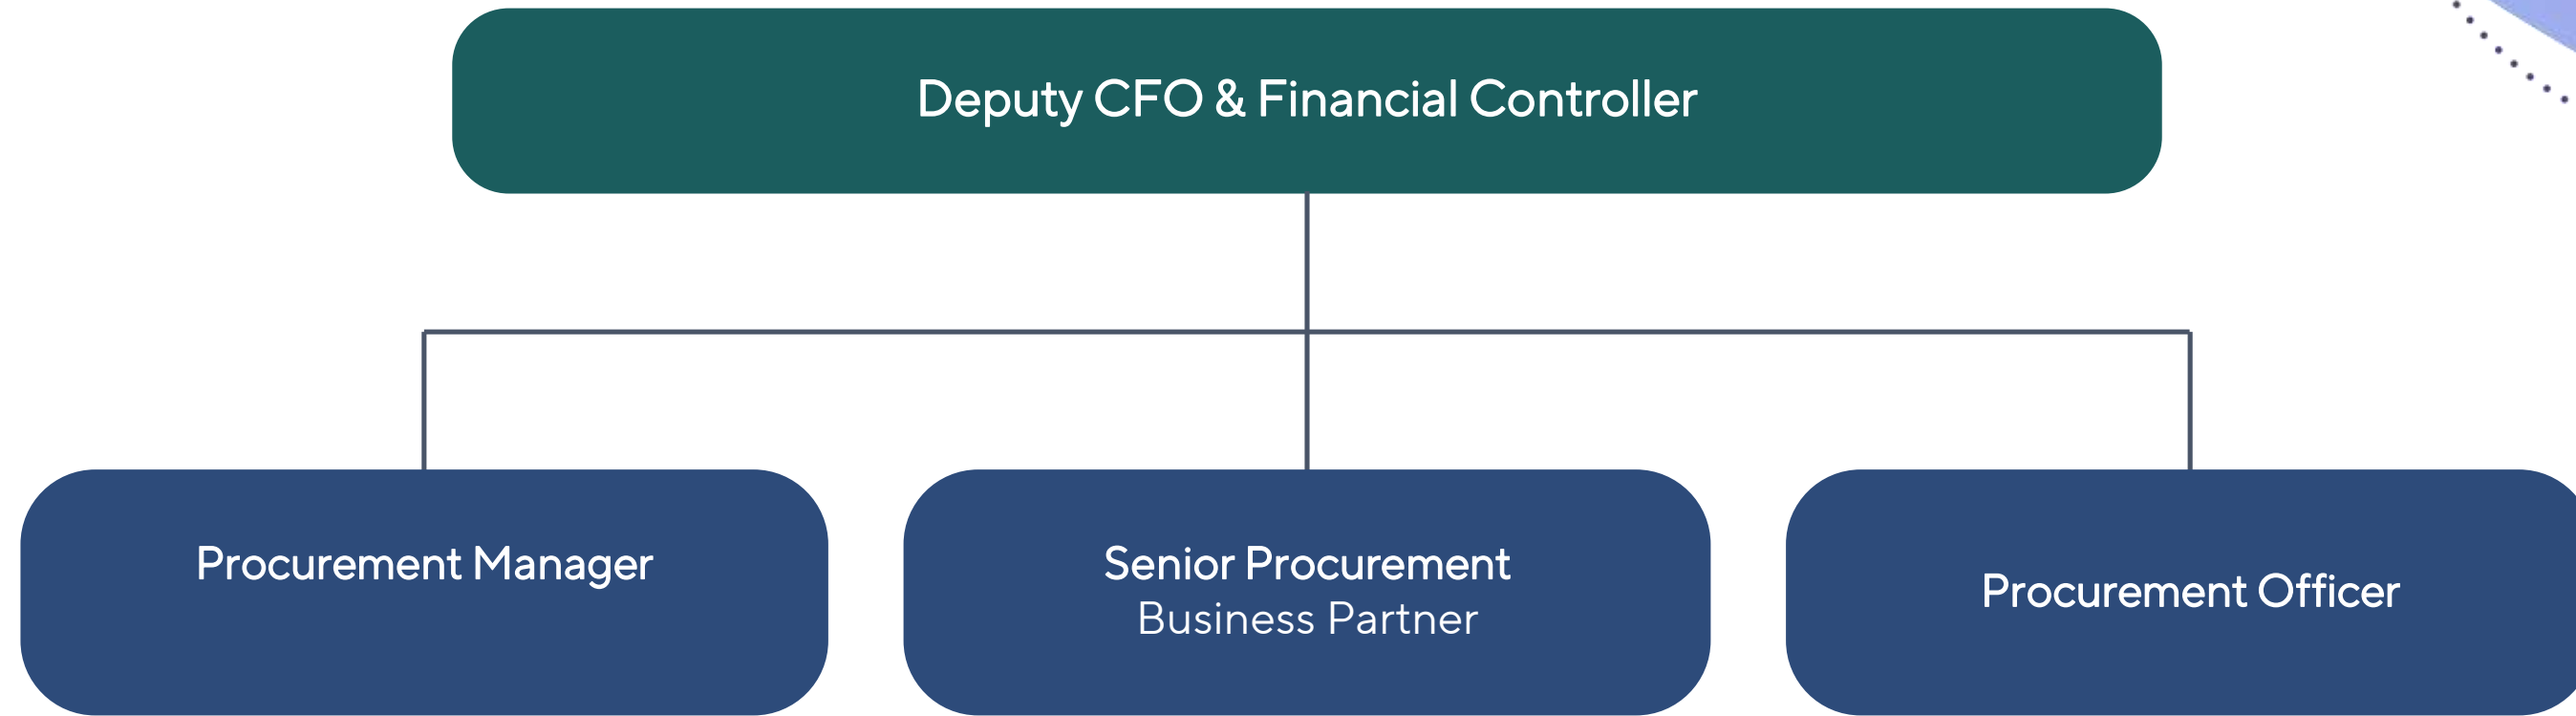 Deputy CFO & Financial Controller
Procurement Manager
Senior Procurement
Business Partner
Procurement Officer